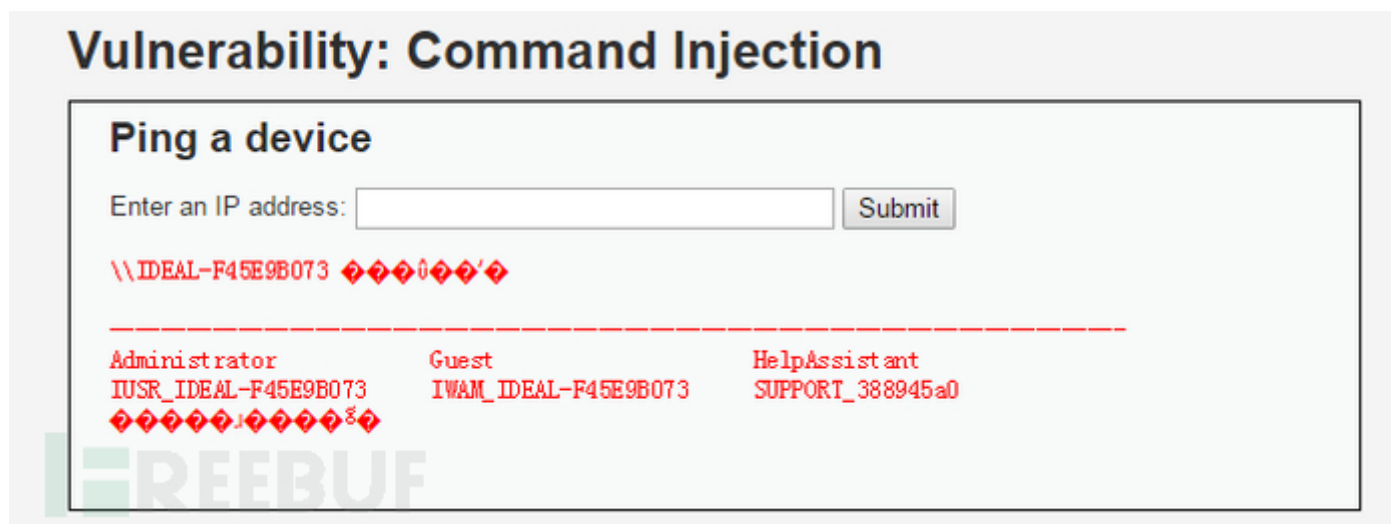 Vulnerability: Command Injection
Ping a device
Enter an IP address: Submit
\\IDEAL-F45E9B073 ���û��ʻ�
-------------------------------------------------------------------------------
Administrator Guest HelpAssistant
IUSR_IDEAL-F45E9B073 IWAM_IDEAL-F45E9B073 SUPPORT_388945a0
FREEBUF